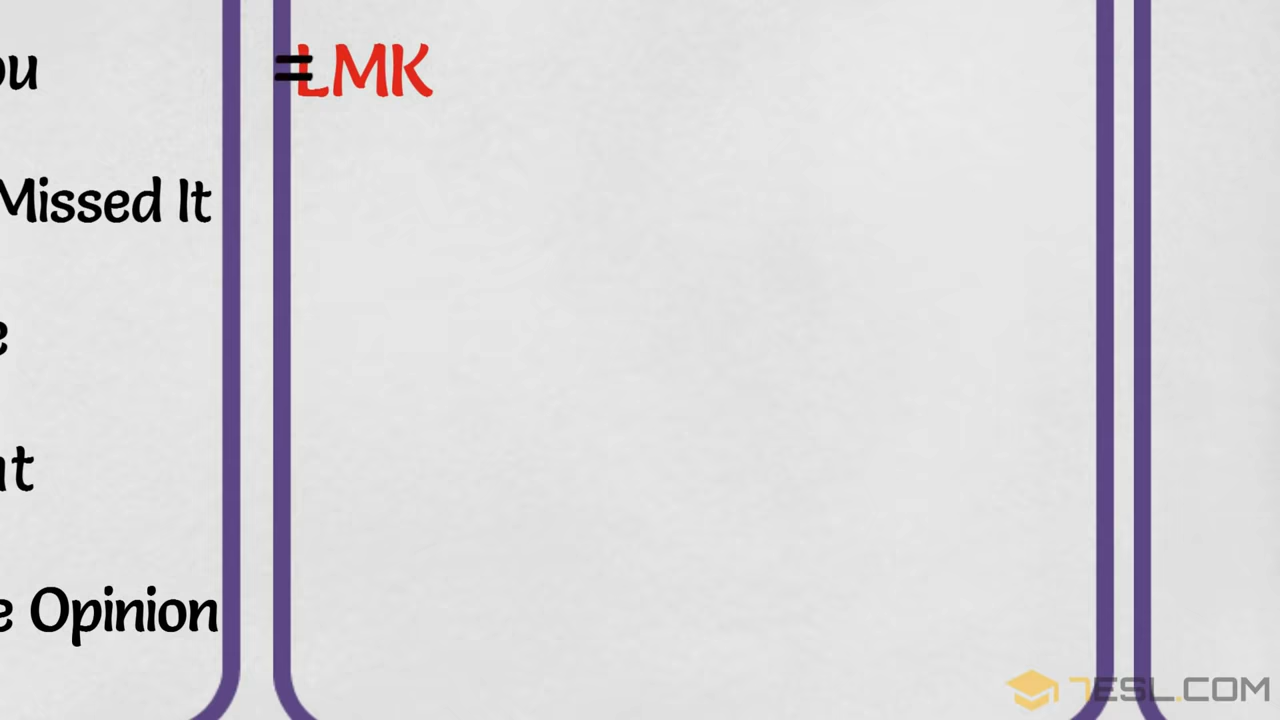 ou
=LMK
Missed It
e
nt
e Opinion
7ESL.COM